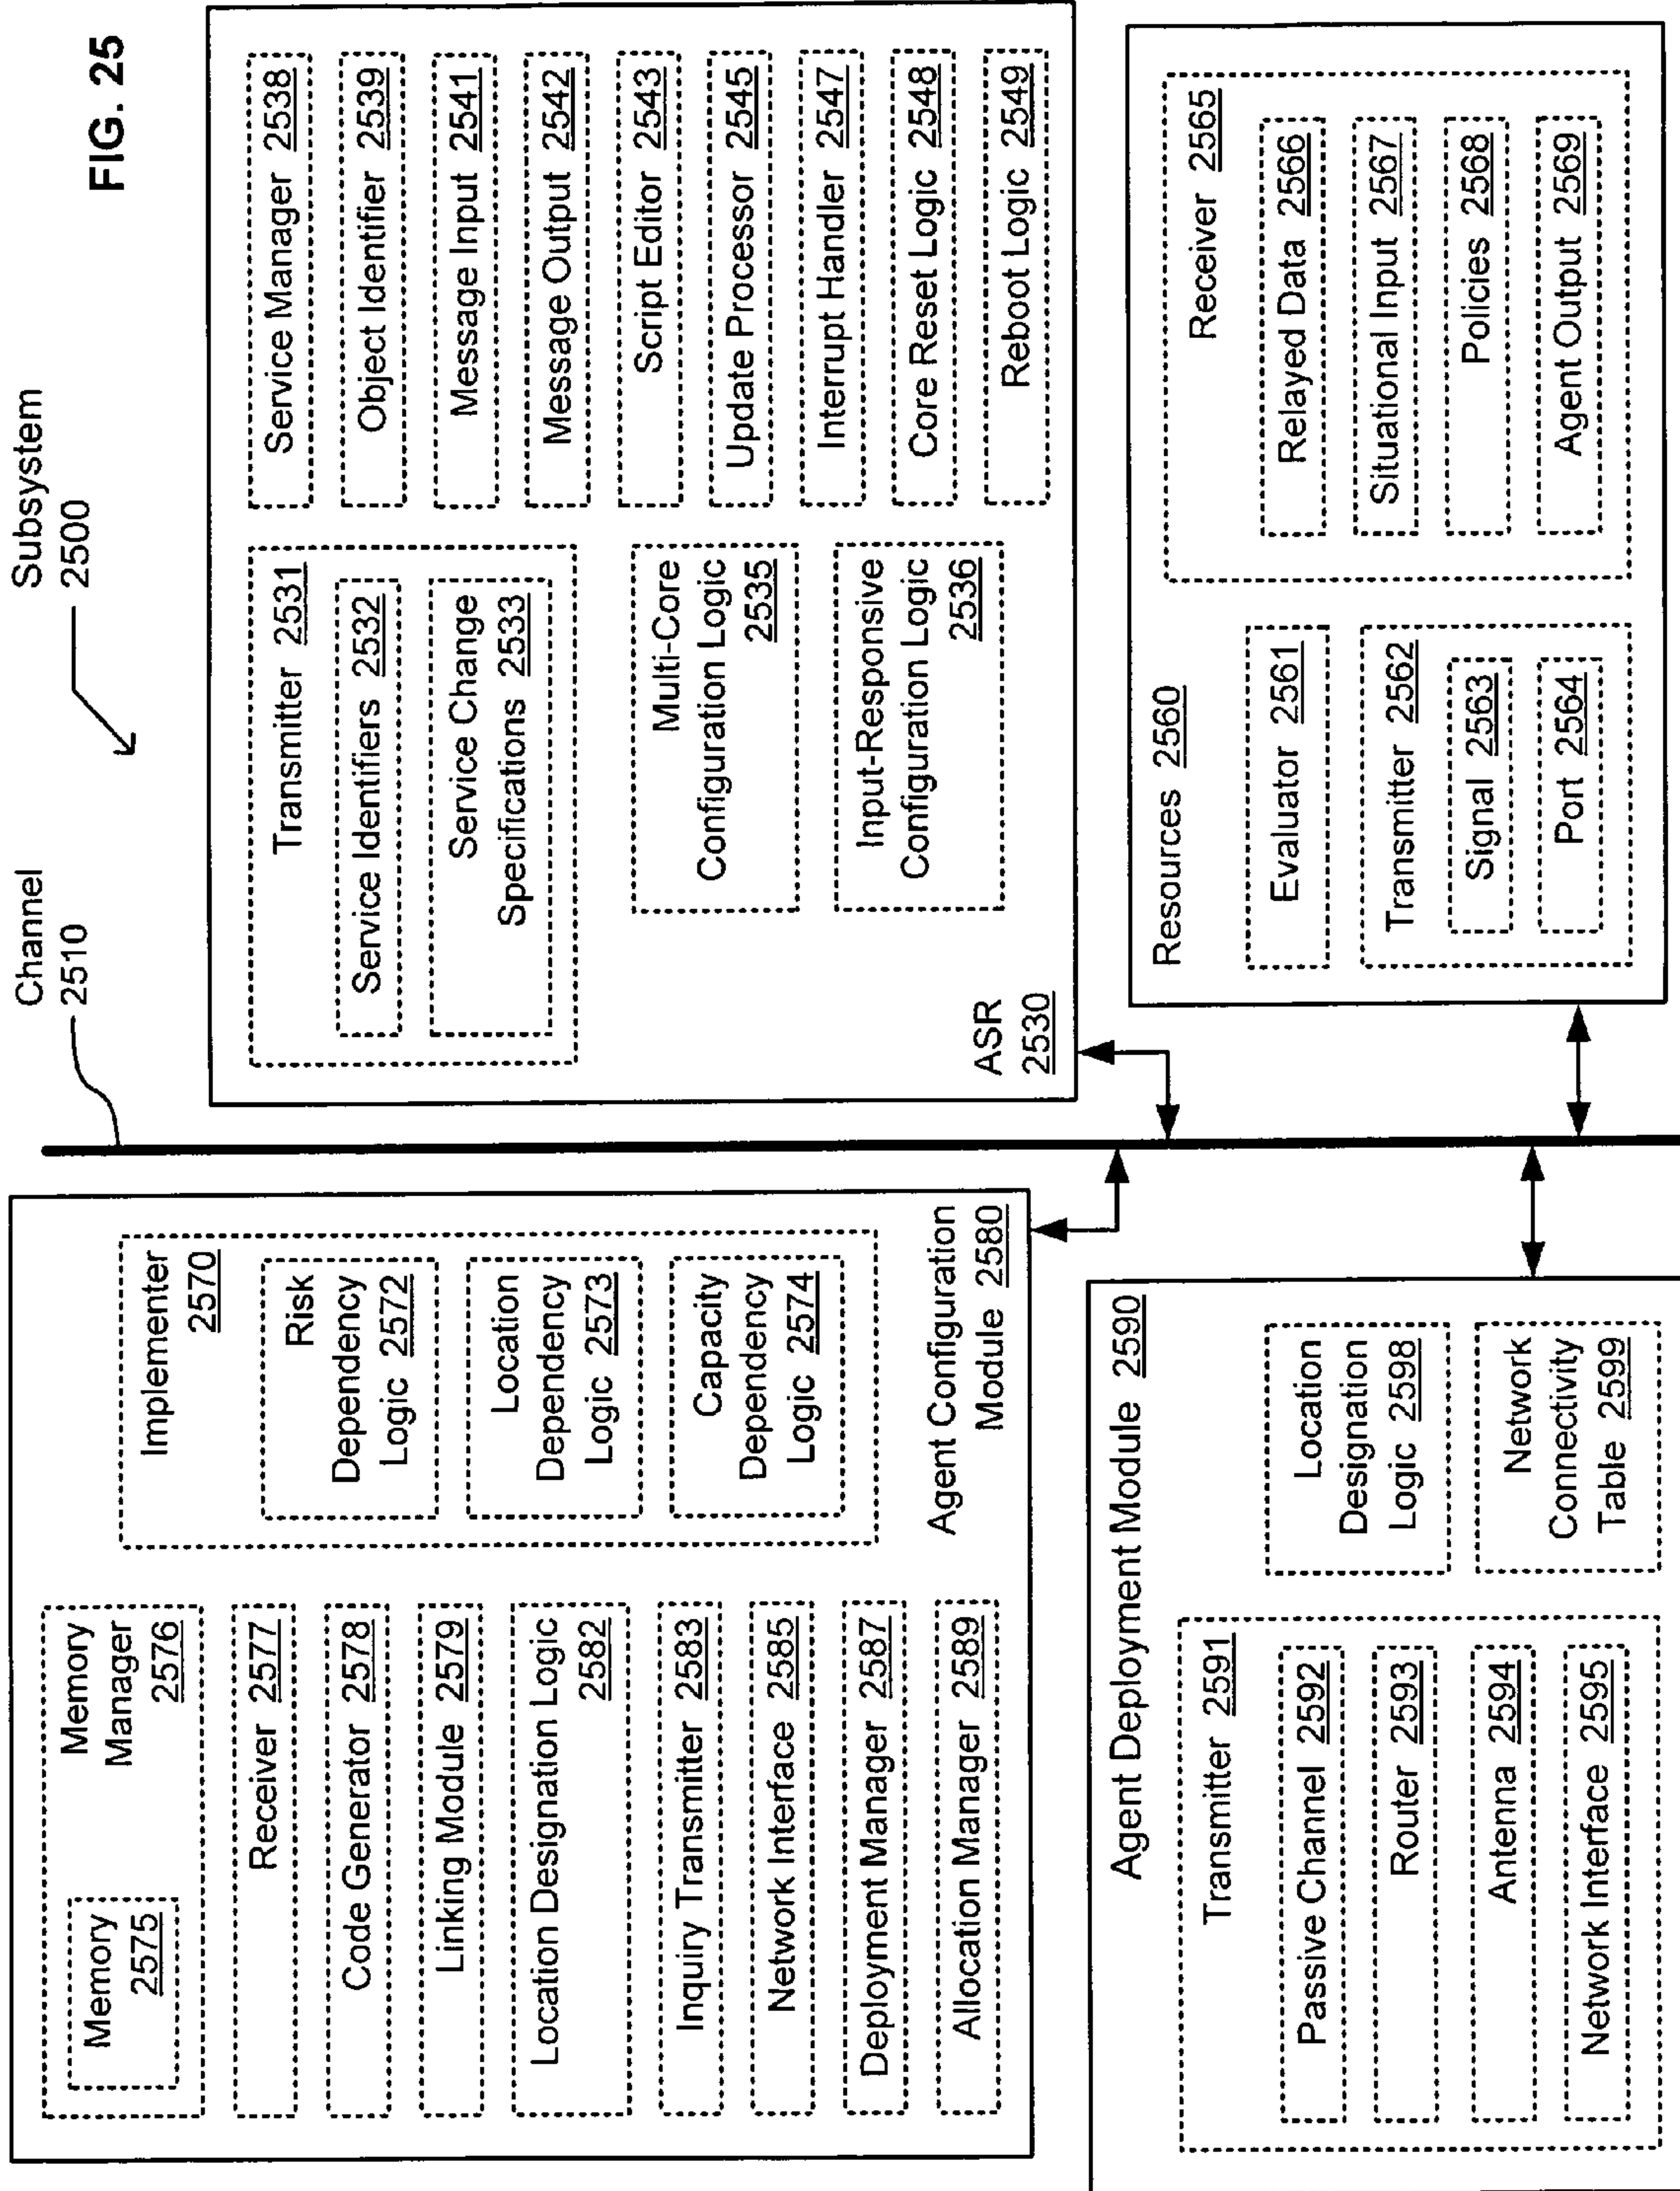 FIG. 25
Subsystem
2500
Channel
2510
Memory
Manager
2576
Memory
2575
Receiver 2577
Code Generator 2578
Linking Module 2579
Location Designation Logic
2582
Inquiry Transmitter 2583
Network Interface 2585
Deployment Manager 2587
Allocation Manager 2589
Implementer
2570
Risk
Dependency
Logic 2572
Location
Dependency
Logic 2573
Capacity
Dependency
Logic 2574
Agent Configuration
Module 2580
Transmitter 2531
Service Identifiers 2532
Service Change
Specifications 2533
Multi-Core
Configuration Logic
2535
Input-Responsive
Configuration Logic
2536
ASR
2530
Service Manager 2538
Object Identifier 2539
Message Input 2541
Message Output 2542
Script Editor 2543
Update Processor 2545
Interrupt Handler 2547
Core Reset Logic 2548
Reboot Logic 2549
Agent Deployment Module 2590
Transmitter 2591
Passive Channel 2592
Router 2593
Antenna 2594
Network Interface 2595
Location
Designation
Logic 2598
Network
Connectivity
Table 2599
Resources 2560
Evaluator 2561
Transmitter 2562
Signal 2563
Port 2564
Receiver 2565
Relayed Data 2566
Situational Input 2567
Policies 2568
Agent Output 2569